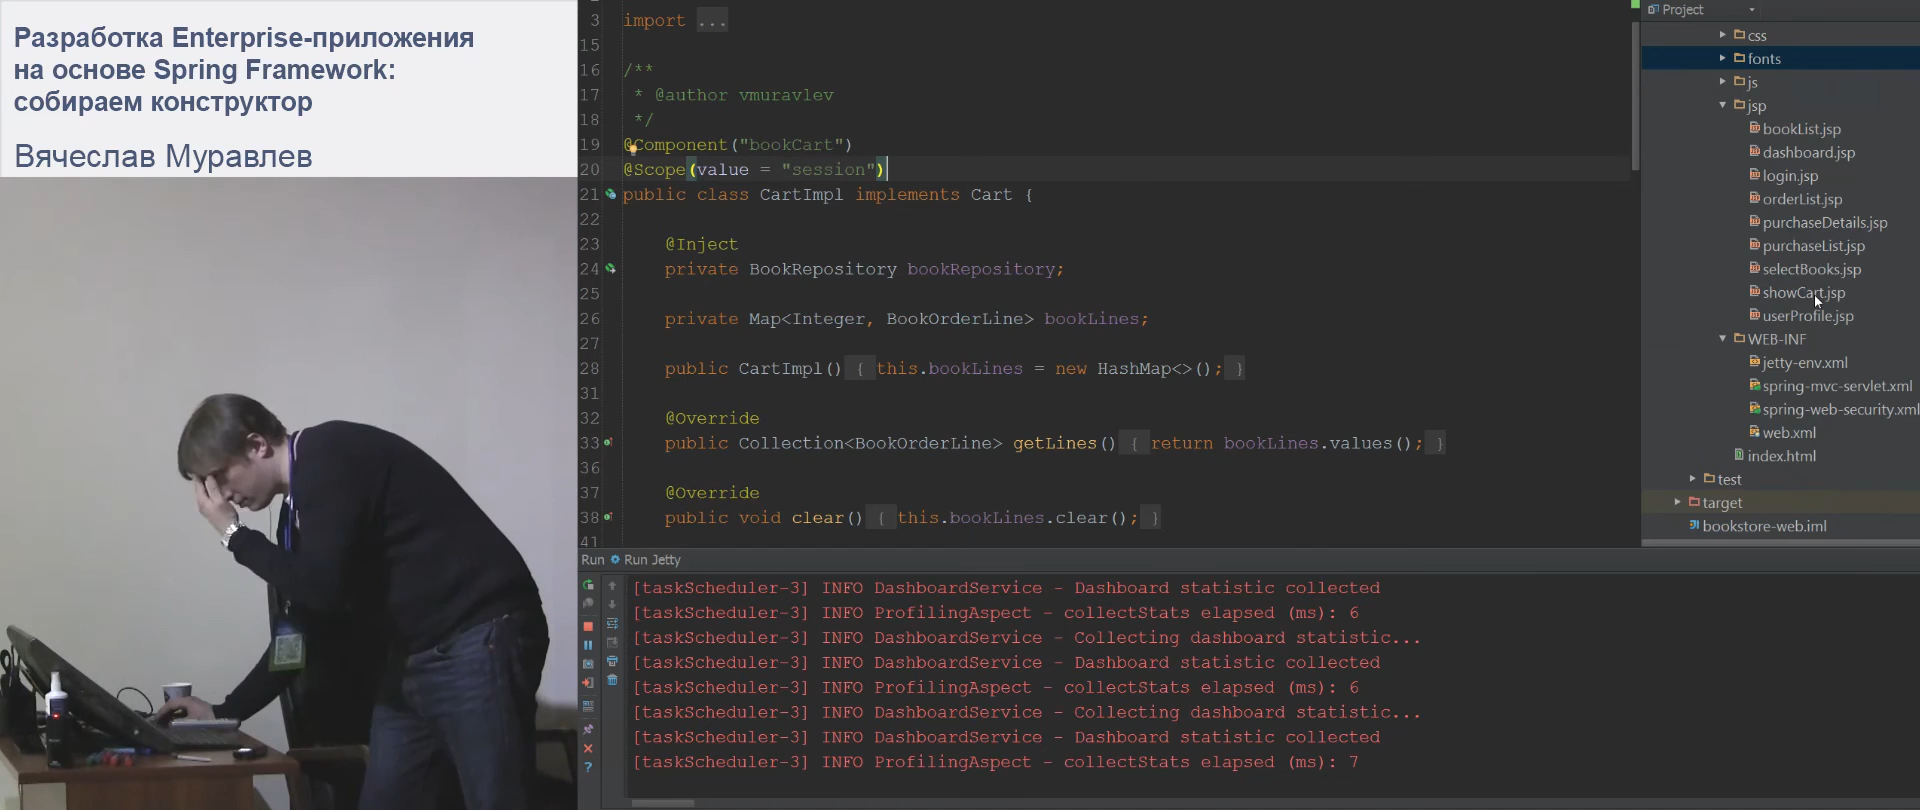 Разработка Enterprise-приложения
на основе Spring Framework:
собираем конструктор
Вячеслав Муравлев
3 import ...
15
16 /**
17 * @author vmuravlev
18 */
19 @Component("bookCart")
20 @Scope(value = "session")
21 public class CartImpl implements Cart {
22
23 @Inject
24 private BookRepository bookRepository;
25
26 private Map<Integer, BookOrderLine> bookLines;
27
28 public CartImpl() { this.bookLines = new HashMap<>(); }
31
32 @Override
33 public Collection<BookOrderLine> getLines() { return bookLines.values(); }
36
37 @Override
38 public void clear() { this.bookLines.clear(); }
41
Project
css
fonts
js
jsp
bookList.jsp
dashboard.jsp
login.jsp
orderList.jsp
purchaseDetails.jsp
purchaseList.jsp
selectBooks.jsp
showCart.jsp
userProfile.jsp
WEB-INF
jetty-env.xml
spring-mvc-servlet.xml
spring-web-security.xml
web.xml
index.html
test
target
bookstore-web.iml
Run Run Jetty
[taskScheduler-3] INFO DashboardService - Dashboard statistic collected
[taskScheduler-3] INFO ProfilingAspect - collectStats elapsed (ms): 6
[taskScheduler-3] INFO DashboardService - Collecting dashboard statistic...
[taskScheduler-3] INFO DashboardService - Dashboard statistic collected
[taskScheduler-3] INFO ProfilingAspect - collectStats elapsed (ms): 6
[taskScheduler-3] INFO DashboardService - Collecting dashboard statistic...
[taskScheduler-3] INFO DashboardService - Dashboard statistic collected
[taskScheduler-3] INFO ProfilingAspect - collectStats elapsed (ms): 7